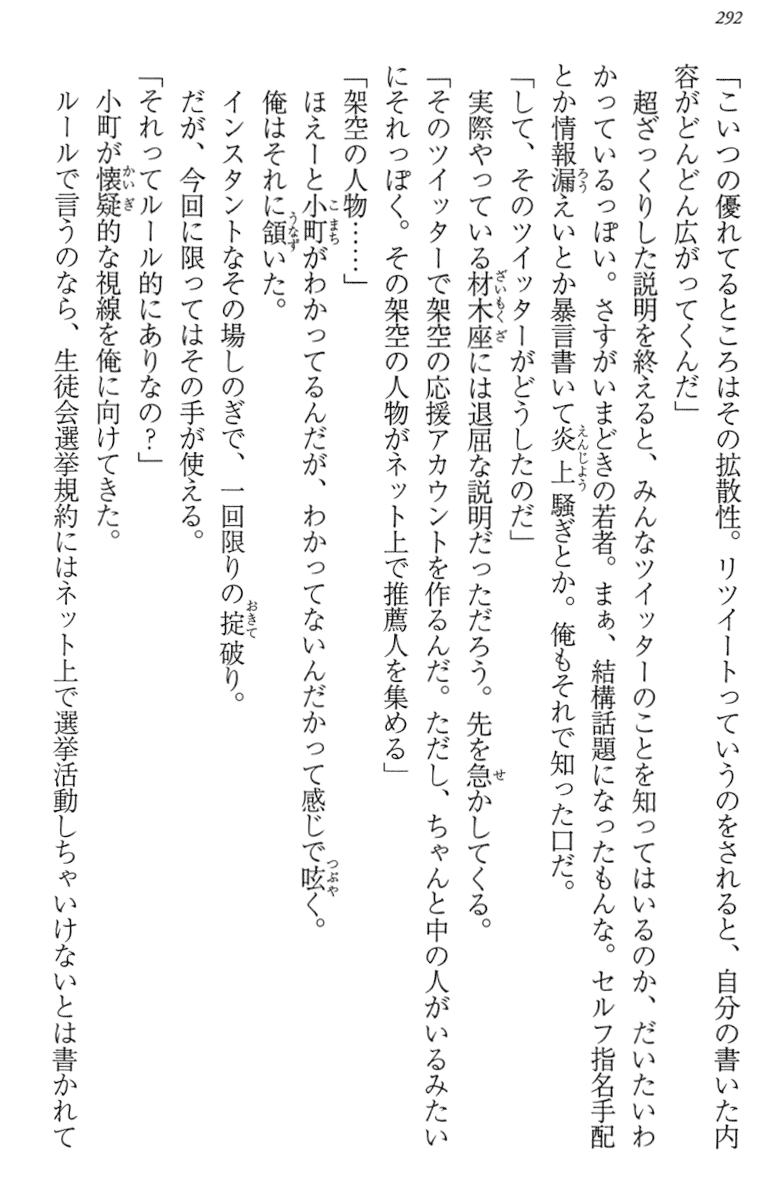 292
「こいつの優れてるところはその拡散性。リツイートっていうのをされると、自分の書いた内
容がどんどん広がってくんだ」
超ざっくりした説明を終えると、みんなツイッターのことを知ってはいるのか、だいたいわ
かっているっぽい。さすがいまどきの若者。まぁ、結構話題になったもんな。セルフ指名手配
とか情報漏えいとか暴言書いて炎上騒ぎとか。俺もそれで知った口だ。
「して、そのツイッターがどうしたのだ」
実際やっている材木座には退屈な説明だっただろう。先を急かしてくる。
「そのツイッターで架空の応援アカウントを作るんだ。ただし、ちゃんと中の人がいるみたい
にそれっぽく。その架空の人物がネット上で推薦人を集める」
「架空の人物……」
ほえーと小町がわかってるんだが、わかってないんだかって感じで呟く。
俺はそれに頷いた。
インスタントなその場しのぎで、一回限りの掟破り。
だが、今回に限ってはその手が使える。
「それってルール的にありなの？」
小町が懐疑的な視線を俺に向けてきた。
ルールで言うのなら、生徒会選挙規約にはネット上で選挙活動しちゃいけないとは書かれて